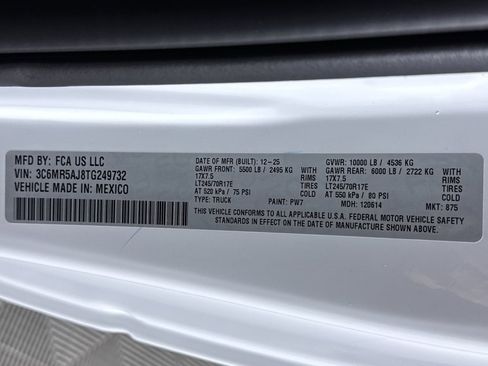 MFD BY: FCA US LLC
VIN: 3C6MR5AJ8TG249732
VEHICLE MADE IN: MEXICO
DATE OF MFR (BUILT): 12-25 GVWR: 10000 LB / 4536 KG
GAWR FRONT: 5500 LB / 2495 KG WITH GAWR REAR: 6000 LB / 2722 KG WITH
17X7.5 RIMS 17X7.5 RIMS
LT245/70R17E TIRES LT245/70R17E TIRES
AT 520 kPa / 75 PSI COLD AT 550 kPa / 80 PSI COLD
TYPE: TRUCK PAINT: PW7 MDH: 120614 MKT: 875
THIS VEHICLE CONFORMS TO ALL APPLICABLE U.S.A. FEDERAL MOTOR VEHICLE SAFETY
STANDARDS IN EFFECT ON THE DATE OF MANUFACTURE SHOWN ABOVE.